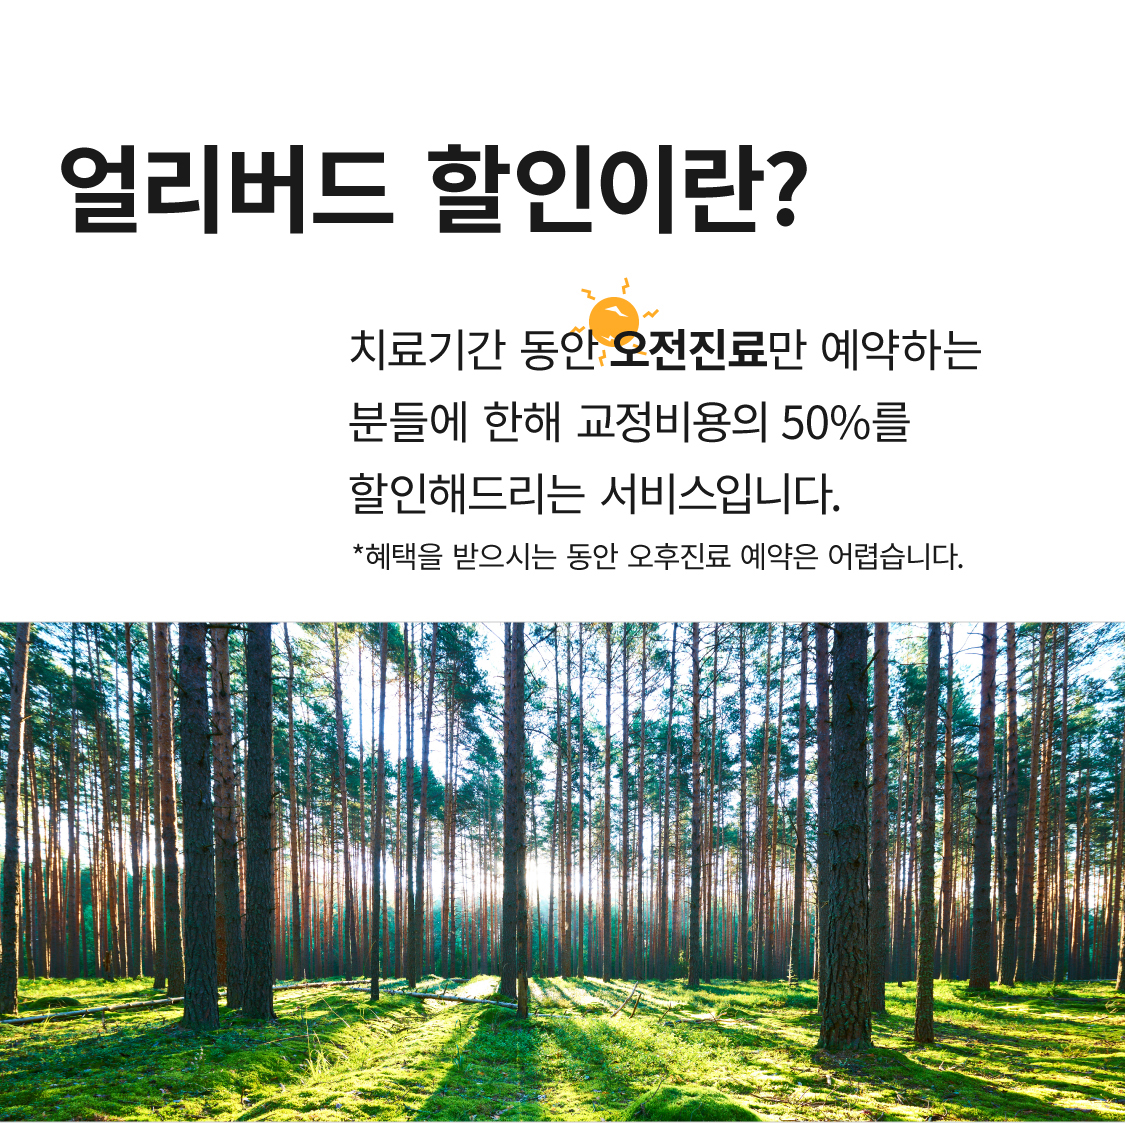 얼리버드 할인이란?
치료기간 동안 오전진료만 예약하는
분들에 한해 교정비용의 50%를
할인해드리는 서비스입니다.
*혜택을 받으시는 동안 오후진료 예약은 어렵습니다.